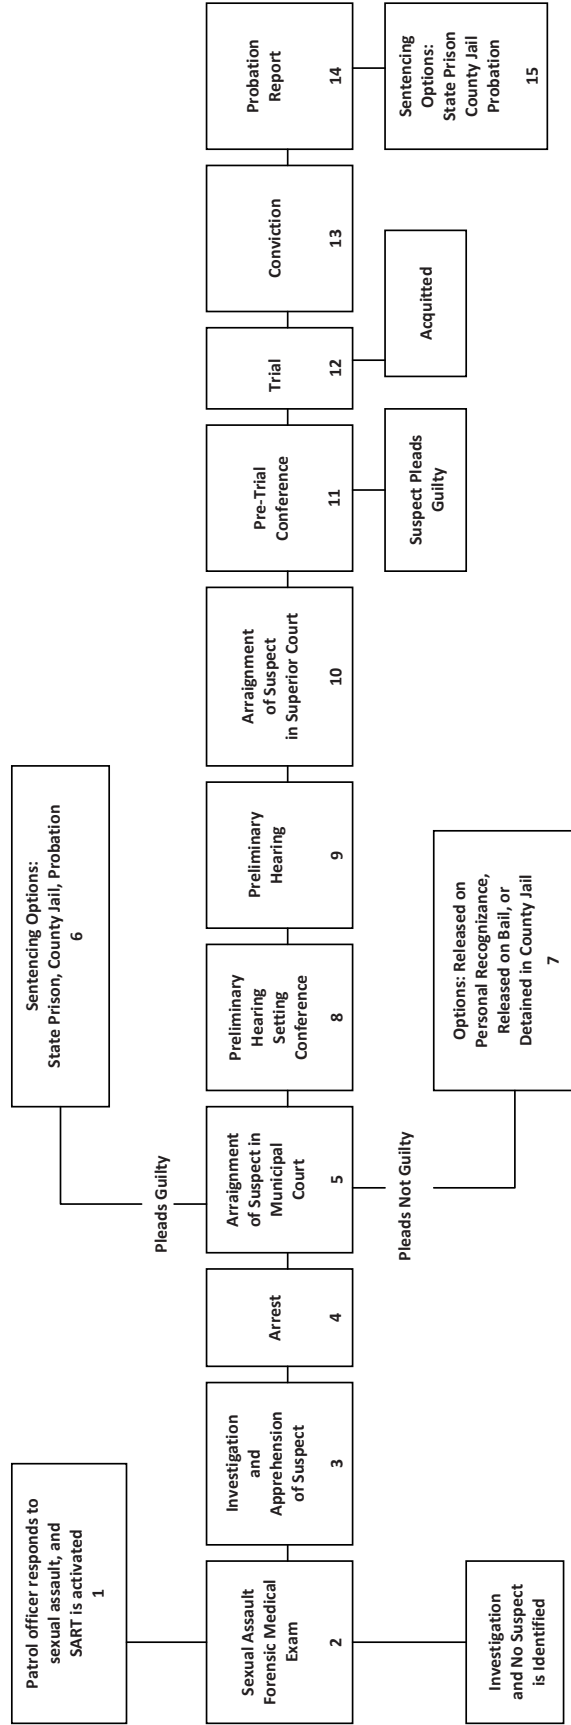 Patrol officer responds to
sexual assault, and
SART is activated
1
Sexual Assault
Forensic Medical
Exam
2
Investigation
and No Suspect
is Identified
Investigation
and
Apprehension
of Suspect
3
Arrest
4
Arraignment
of Suspect in
Municipal
Court
5
Pleads Guilty
Sentencing Options:
State Prison, County Jail, Probation
6
Pleads Not Guilty
Options: Released on
Personal Recognizance,
Released on Bail, or
Detained in County Jail
7
Preliminary
Hearing
Setting
Conference
8
Preliminary
Hearing
9
Arraignment
of Suspect
in Superior Court
10
Pre-Trial
Conference
11
Suspect Pleads
Guilty
Trial
12
Acquitted
Conviction
13
Probation
Report
14
Sentencing
Options:
State Prison
County Jail
Probation
15